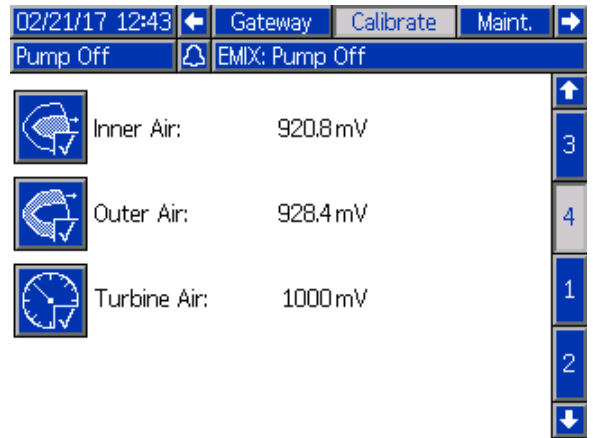 02/21/17 12:43 Gateway Calibrate Maint.
Pump Off EMIX: Pump Off
Inner Air: 920.8 mV
3
Outer Air: 928.4 mV
4
Turbine Air: 1000 mV
1
2